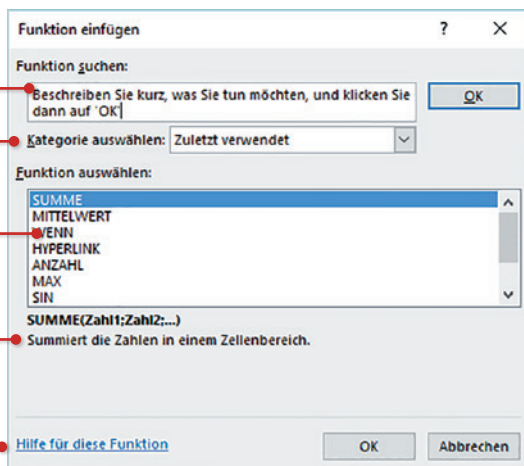 Funktion einfügen ? X
Funktion suchen:
Beschreiben Sie kurz, was Sie tun möchten, und klicken Sie
dann auf 'OK'
OK
Kategorie auswählen: Zuletzt verwendet
Funktion auswählen:
SUMME
MITTELWERT
WENN
HYPERLINK
ANZAHL
MAX
SIN
SUMME(Zahl1;Zahl2;...)
Summiert die Zahlen in einem Zellenbereich.
Hilfe für diese Funktion OK Abbrechen